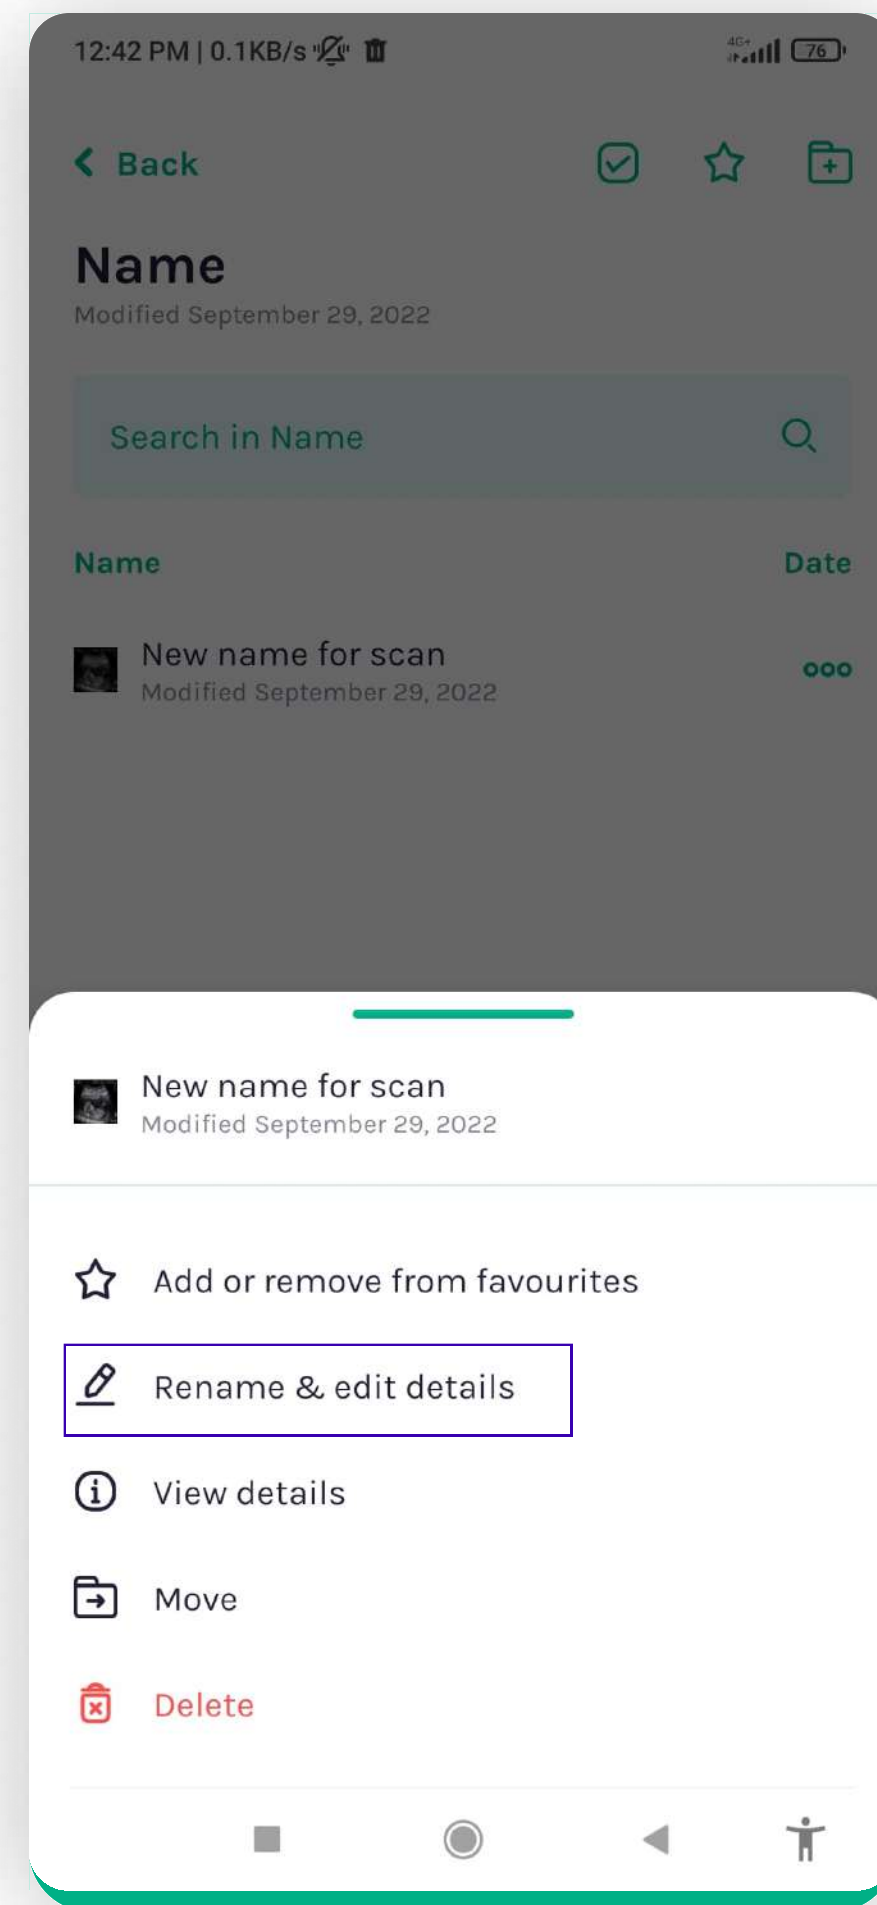 12:42 PM | 0.1KB/s
4G+
76
Back
Name
Modified September 29, 2022
Search in Name
Name Date
New name for scan
Modified September 29, 2022
New name for scan
Modified September 29, 2022
Add or remove from favourites
Rename & edit details
View details
Move
Delete